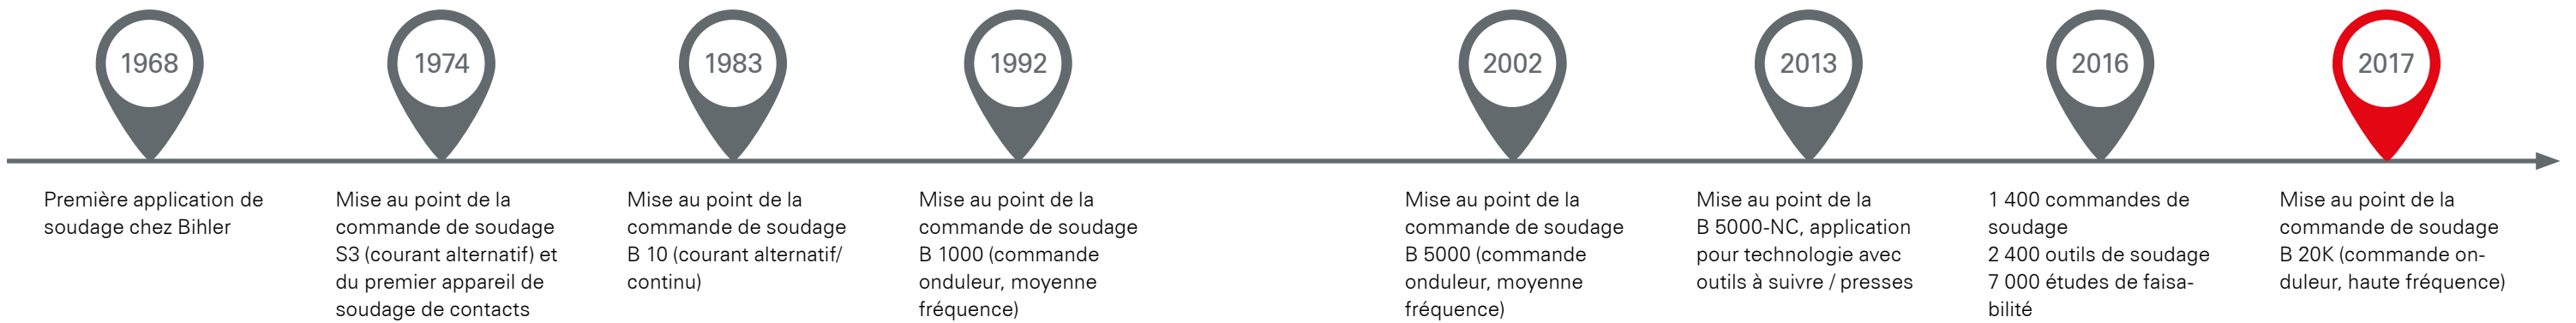 1968
1974
1983
1992
2002
2013
2016
2017
Première application de
soudage chez Bihler
Mise au point de la
commande de soudage
S3 (courant alternatif) et
du premier appareil de
soudage de contacts
Mise au point de la
commande de soudage
B 10 (courant alternatif/
continu)
Mise au point de la
commande de soudage
B 1000 (commande
onduleur, moyenne
fréquence)
Mise au point de la
commande de soudage
B 5000 (commande
onduleur, moyenne
fréquence)
Mise au point de la
B 5000-NC, application
pour technologie avec
outils à suivre / presses
1 400 commandes de
soudage
2 400 outils de soudage
7 000 études de faisa-
bilité
Mise au point de la
commande de soudage
B 20K (commande on-
duleur, haute fréquence)